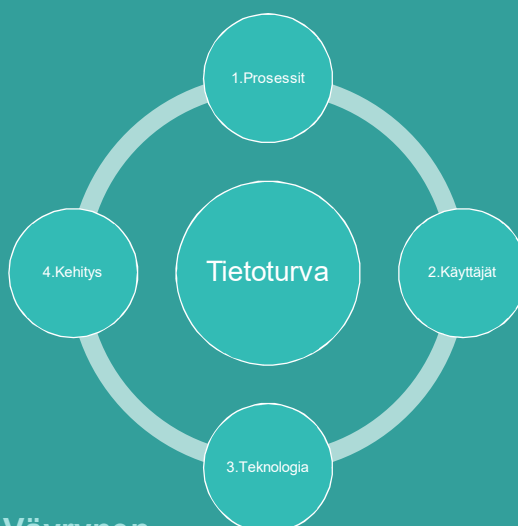 1.Prosessit
Tietoturva
4.Kehitys
2.Käyttäjät
3.Teknologia